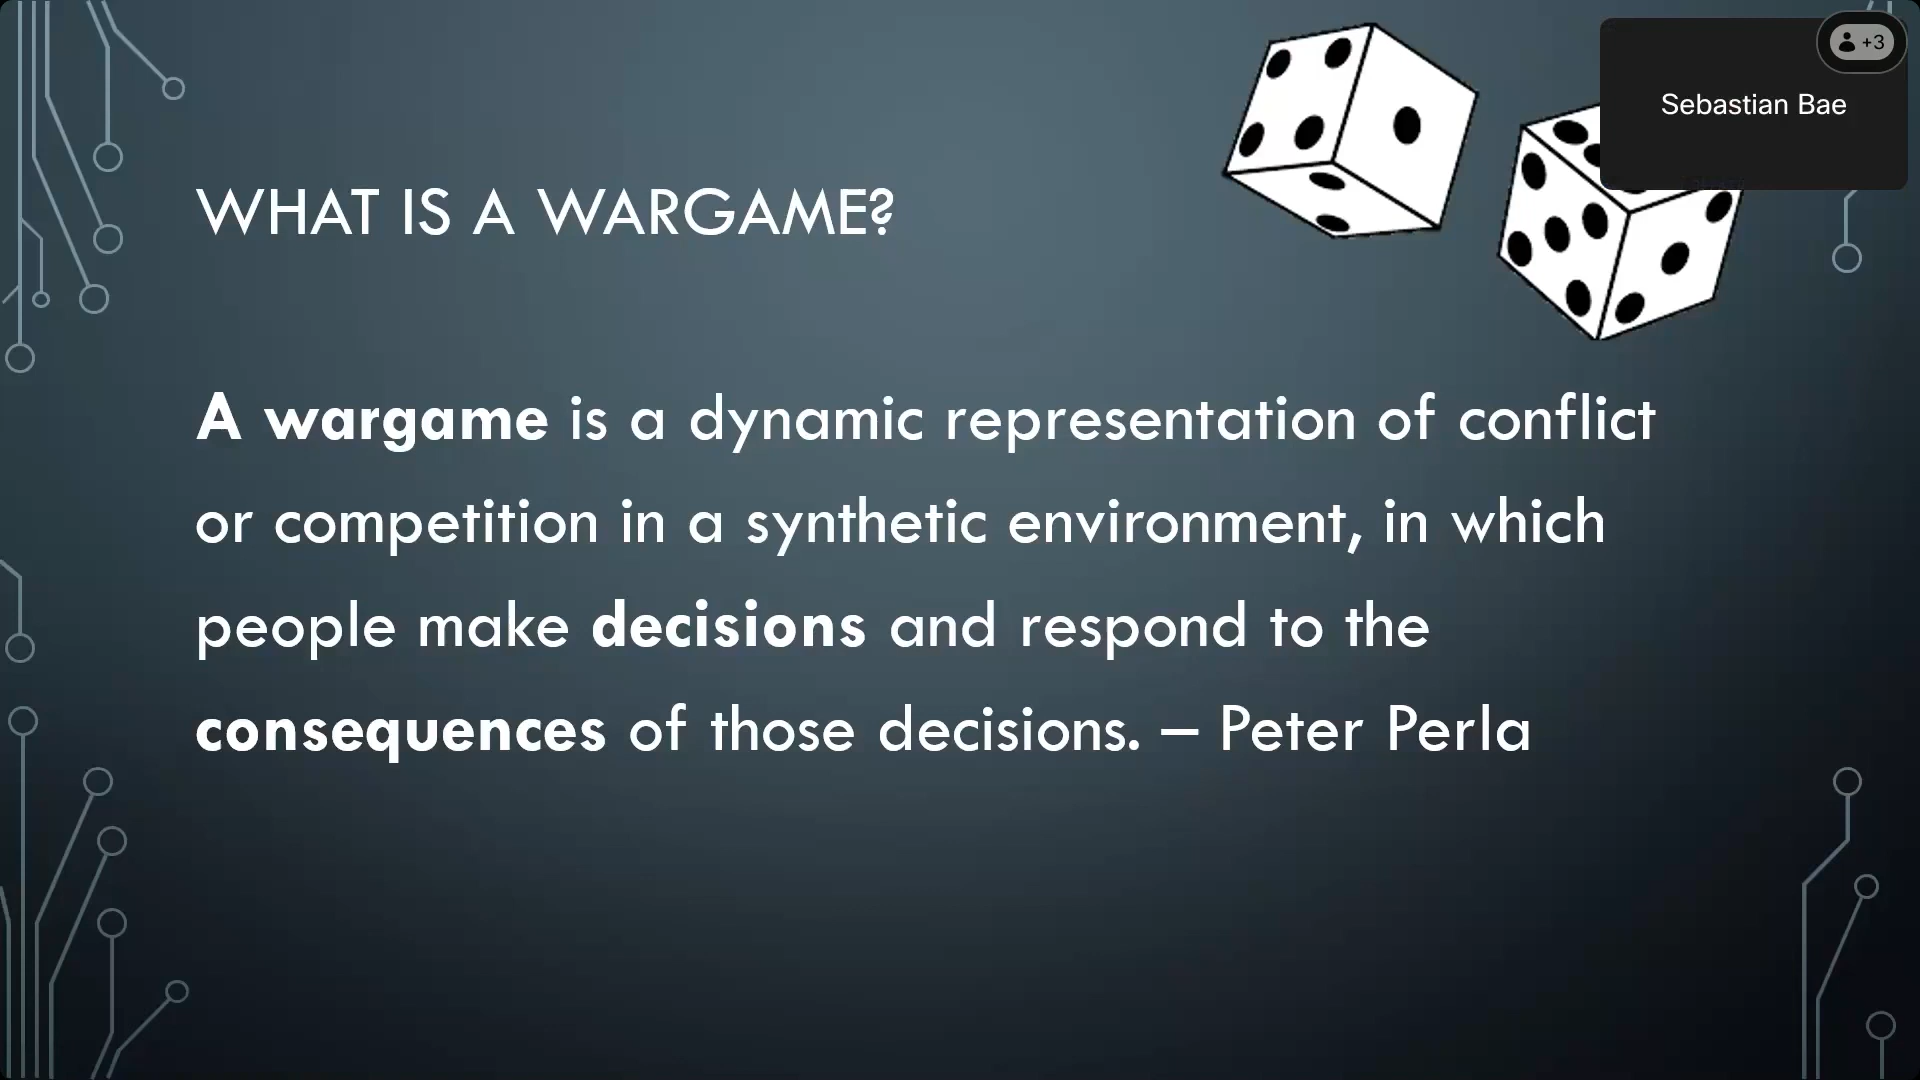 +3
Sebastian Bae
WHAT IS A WARGAME?
A wargame is a dynamic representation of conflict
or competition in a synthetic environment, in which
people make decisions and respond to the
consequences of those decisions. – Peter Perla